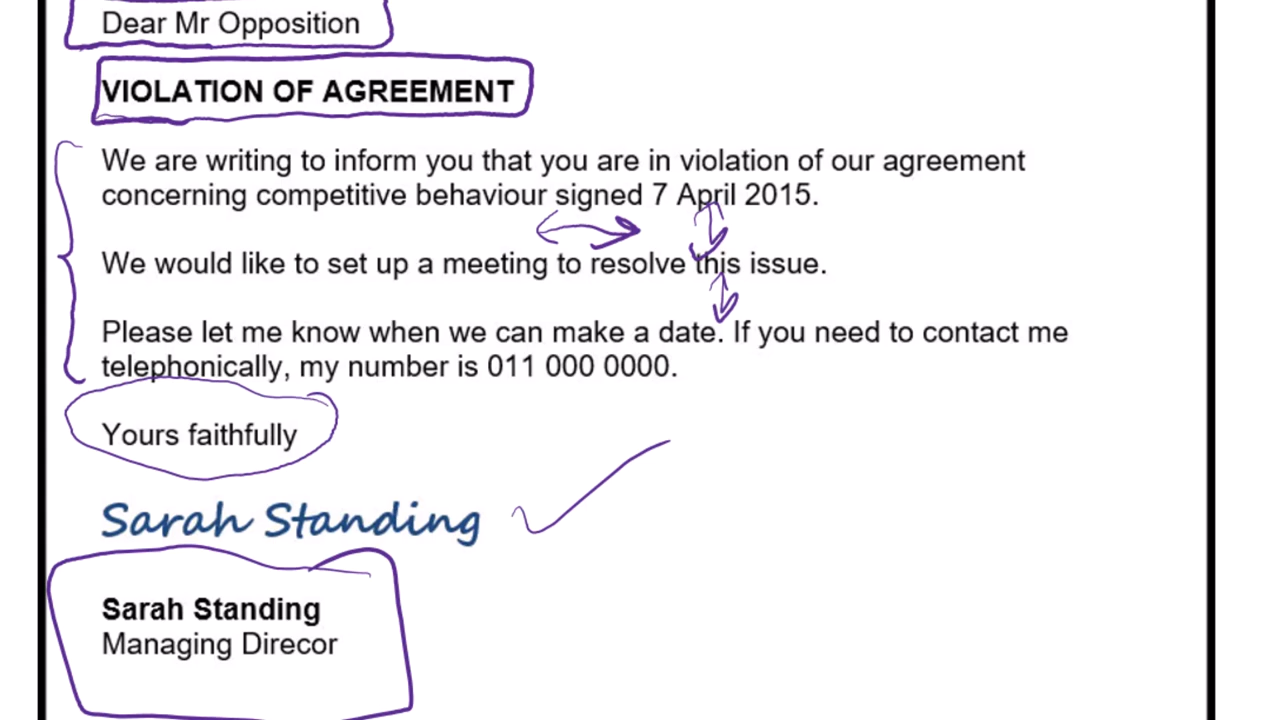 Dear Mr Opposition
VIOLATION OF AGREEMENT
We are writing to inform you that you are in violation of our agreement
concerning competitive behaviour signed 7 April 2015.
We would like to set up a meeting to resolve this issue.
Please let me know when we can make a date. If you need to contact me
telephonically, my number is 011 000 0000.
Yours faithfully
Sarah Standing
Sarah Standing
Managing Direcor